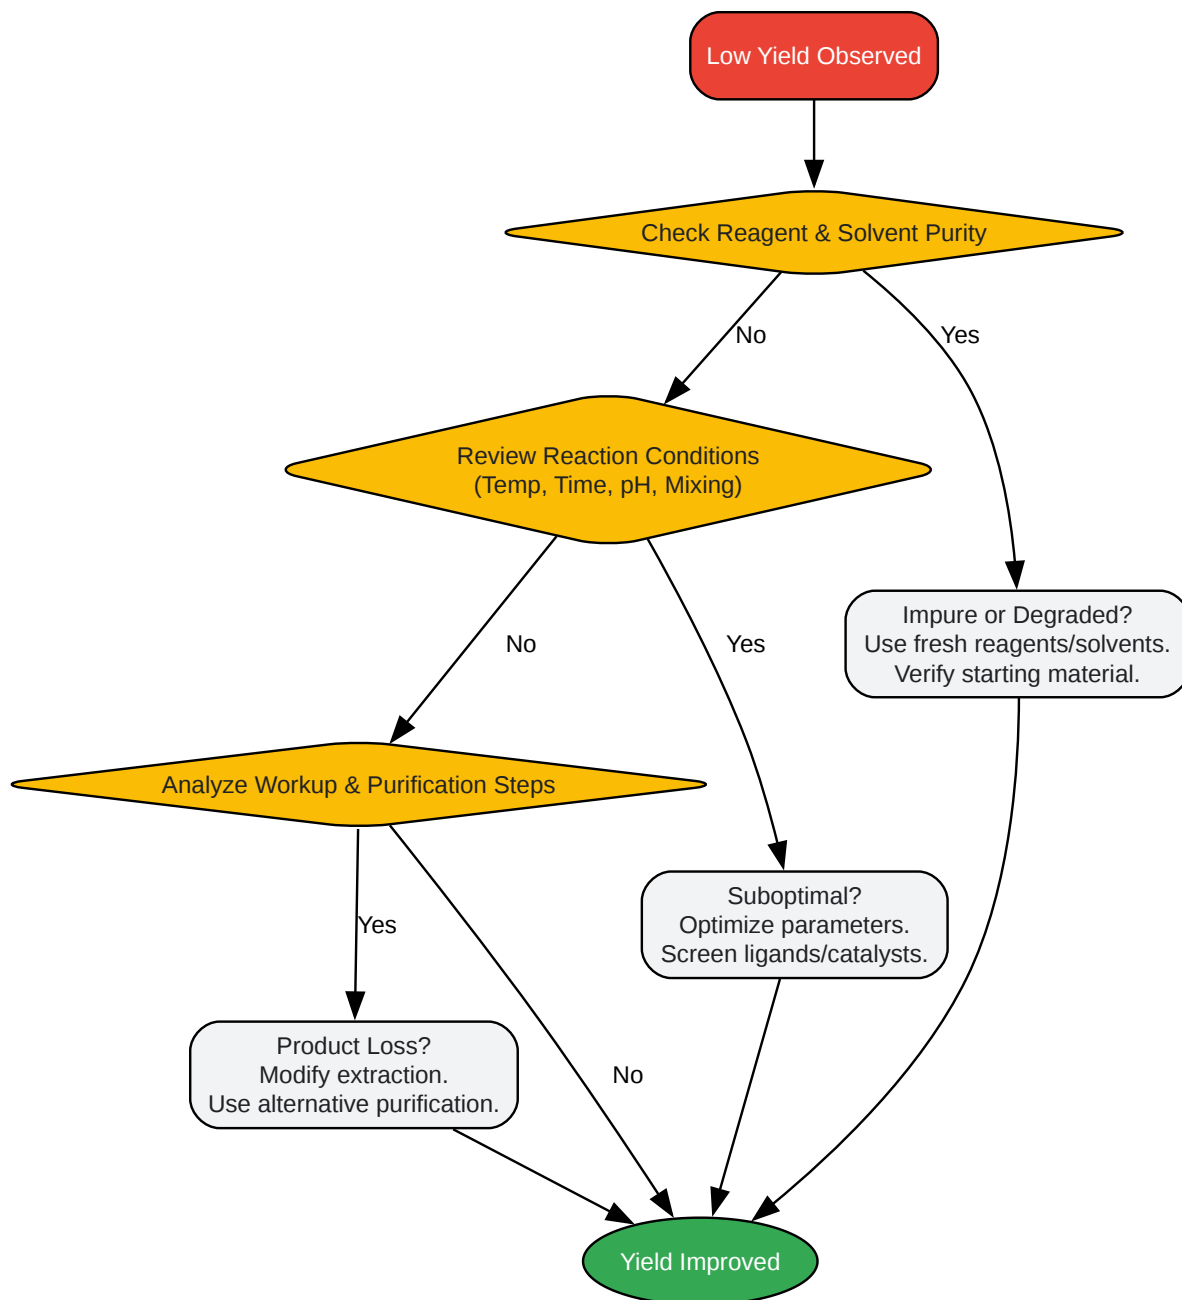 Low Yield Observed
Check Reagent & Solvent Purity
No
Yes
Review Reaction Conditions
(Temp, Time, pH, Mixing)
Impure or Degraded?
Use fresh reagents/solvents.
Verify starting material.
No
Yes
Analyze Workup & Purification Steps
Suboptimal?
Optimize parameters.
Screen ligands/catalysts.
Yes
Product Loss?
Modify extraction.
Use alternative purification.
No
Yield Improved